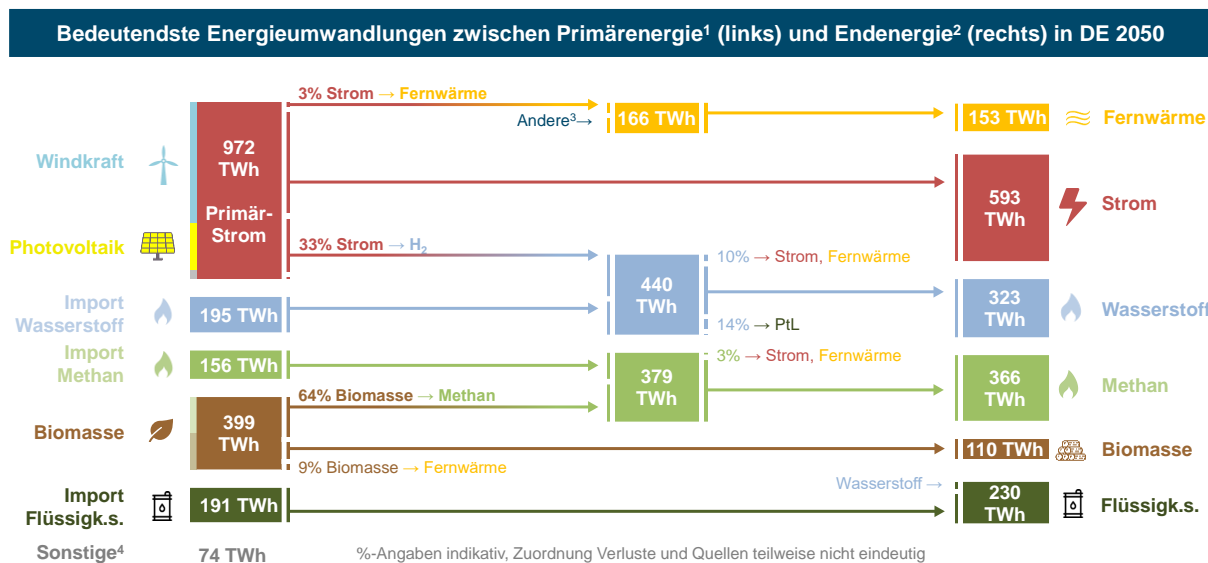 Bedeutendste Energieumwandlungen zwischen Primärenergie¹ (links) und Endenergie² (rechts) in DE 2050
3% Strom → Fernwärme
Andere³→
166 TWh
153 TWh
Fernwärme
Windkraft
972
TWh
Primär-
Strom
593
TWh
Strom
Photovoltaik
33% Strom → H₂
10% → Strom, Fernwärme
Import
Wasserstoff
195 TWh
440
TWh
323
TWh
Wasserstoff
14% → PtL
Import
Methan
156 TWh
3% → Strom, Fernwärme
379
TWh
366
TWh
Methan
64% Biomasse → Methan
Biomasse
399
TWh
110 TWh
Biomasse
9% Biomasse → Fernwärme
Wasserstoff →
Import
Flüssigk.s.
191 TWh
230
TWh
Flüssigk.s.
Sonstige⁴
74 TWh
%-Angaben indikativ, Zuordnung Verluste und Quellen teilweise nicht eindeutig